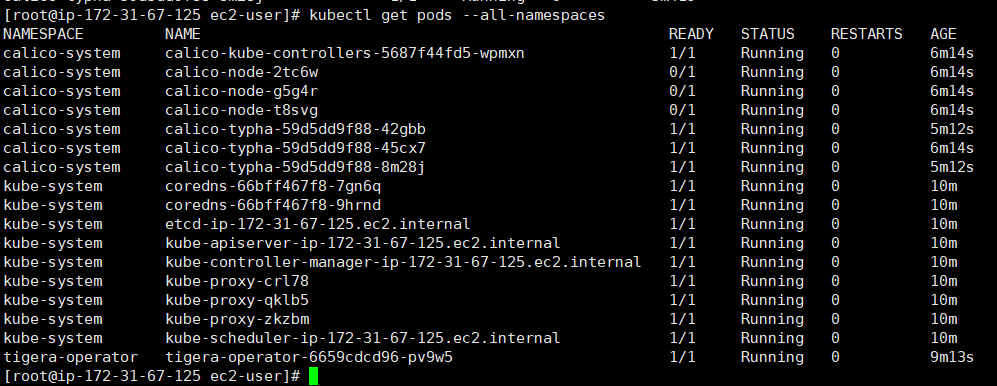 [root@ip-172-31-67-125 ec2-user]# kubectl get pods --all-namespaces
NAMESPACE NAME READY STATUS RESTARTS AGE
calico-system calico-kube-controllers-5687f44fd5-wpmxn 1/1 Running 0 6m14s
calico-system calico-node-2tc6w 0/1 Running 0 6m14s
calico-system calico-node-g5g4r 0/1 Running 0 6m14s
calico-system calico-node-t8svg 0/1 Running 0 6m14s
calico-system calico-typha-59d5dd9f88-42gbb 1/1 Running 0 5m12s
calico-system calico-typha-59d5dd9f88-45cx7 1/1 Running 0 6m14s
calico-system calico-typha-59d5dd9f88-8m28j 1/1 Running 0 5m12s
kube-system coredns-66bff467f8-7gn6q 1/1 Running 0 10m
kube-system coredns-66bff467f8-9hrnd 1/1 Running 0 10m
kube-system etcd-ip-172-31-67-125.ec2.internal 1/1 Running 0 10m
kube-system kube-apiserver-ip-172-31-67-125.ec2.internal 1/1 Running 0 10m
kube-system kube-controller-manager-ip-172-31-67-125.ec2.internal 1/1 Running 0 10m
kube-system kube-proxy-crl78 1/1 Running 0 10m
kube-system kube-proxy-qklb5 1/1 Running 0 10m
kube-system kube-proxy-zkzbm 1/1 Running 0 10m
kube-system kube-scheduler-ip-172-31-67-125.ec2.internal 1/1 Running 0 10m
tigera-operator tigera-operator-6659cdcd96-pv9w5 1/1 Running 0 9m13s
[root@ip-172-31-67-125 ec2-user]#